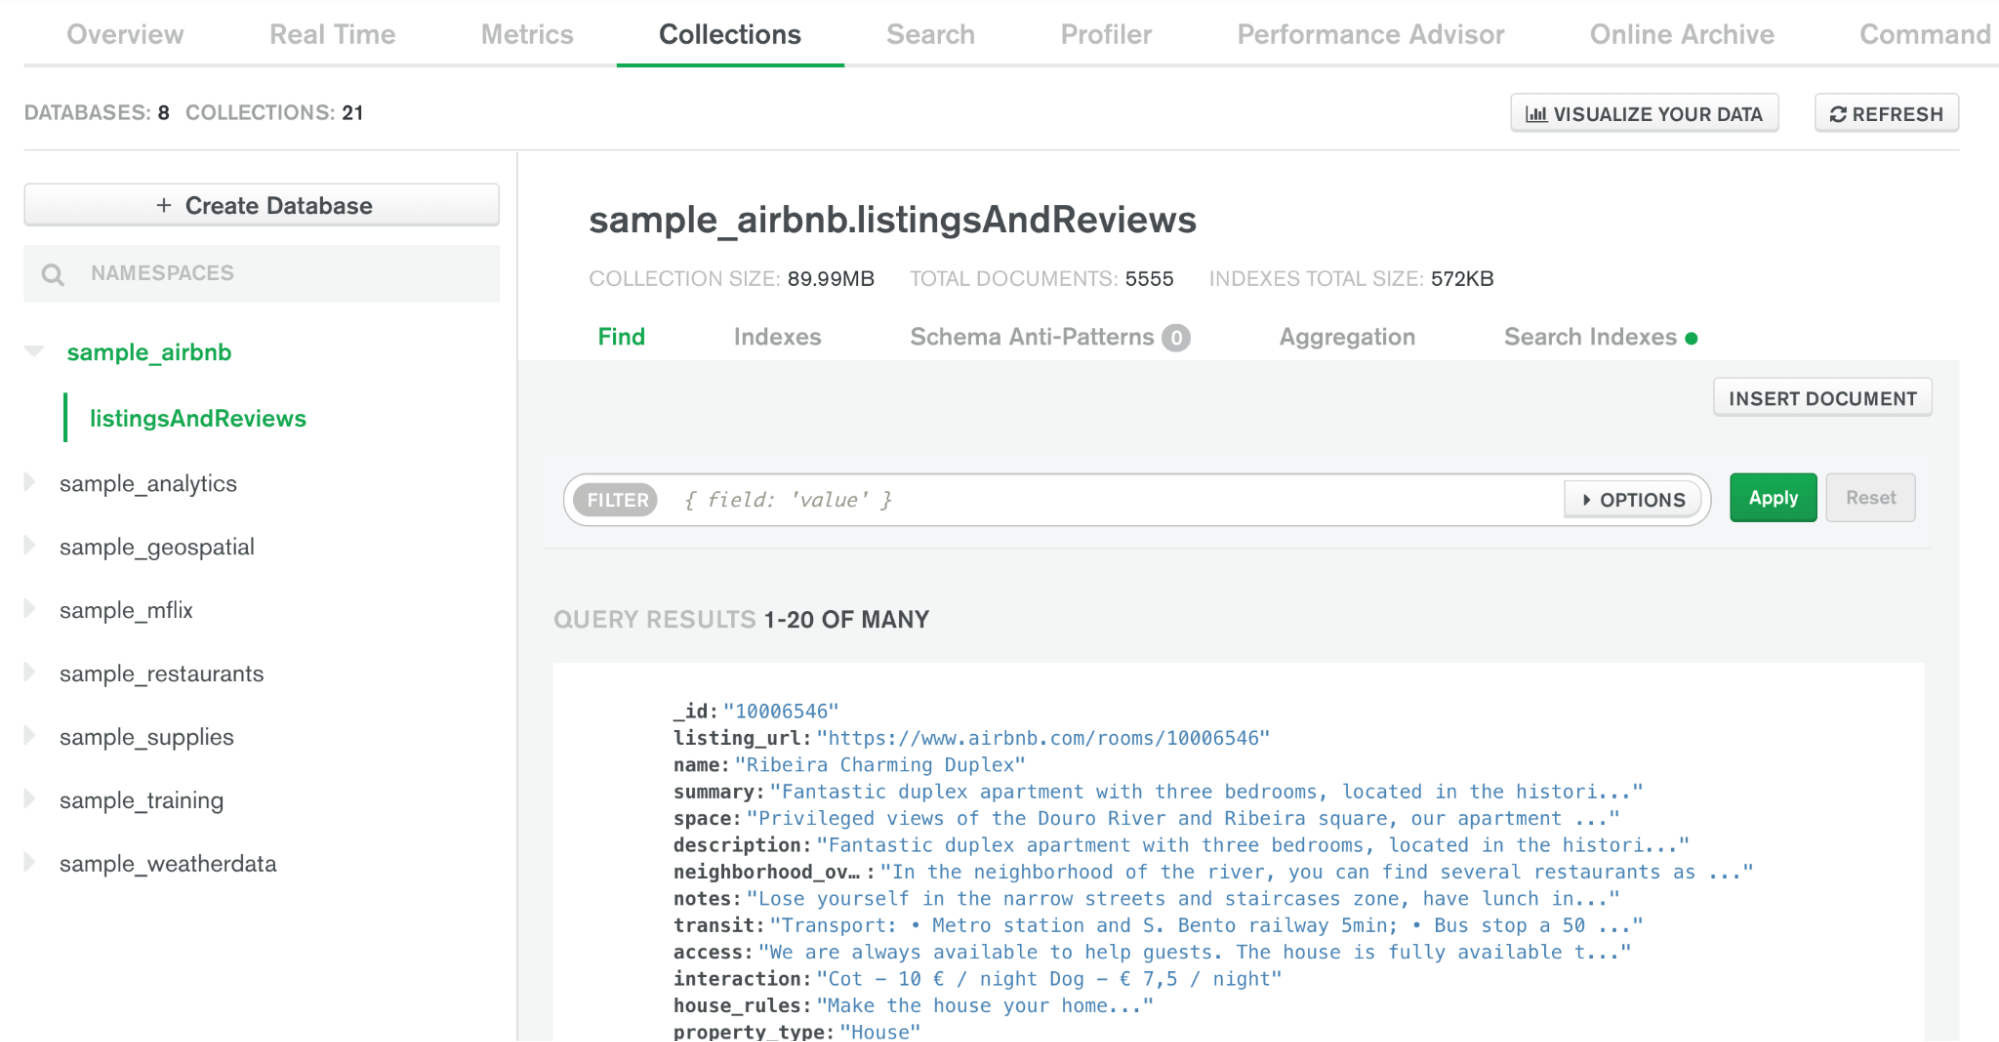 Overview Real Time Metrics Collections Search Profiler Performance Advisor Online Archive Command
DATABASES: 8 COLLECTIONS: 21
VISUALIZE YOUR DATA REFRESH
+ Create Database
NAMESPACES
sample_airbnb
listingsAndReviews
sample_analytics
sample_geospatial
sample_mflix
sample_restaurants
sample_supplies
sample_training
sample_weatherdata
sample_airbnb.listingsAndReviews
COLLECTION SIZE: 89.99MB TOTAL DOCUMENTS: 5555 INDEXES TOTAL SIZE: 572KB
Find Indexes Schema Anti-Patterns 0 Aggregation Search Indexes
INSERT DOCUMENT
FILTER { field: 'value' } OPTIONS Apply Reset
QUERY RESULTS 1-20 OF MANY
_id: "10006546"
listing_url: "https://www.airbnb.com/rooms/10006546"
name: "Ribeira Charming Duplex"
summary: "Fantastic duplex apartment with three bedrooms, located in the histori..."
space: "Privileged views of the Douro River and Ribeira square, our apartment ..."
description: "Fantastic duplex apartment with three bedrooms, located in the histori..."
neighborhood_ov…: "In the neighborhood of the river, you can find several restaurants as ..."
notes: "Lose yourself in the narrow streets and staircases zone, have lunch in..."
transit: "Transport: • Metro station and S. Bento railway 5min; • Bus stop a 50 ..."
access: "We are always available to help guests. The house is fully available t..."
interaction: "Cot – 10 € / night Dog – € 7,5 / night"
house_rules: "Make the house your home..."
property_type: "House"